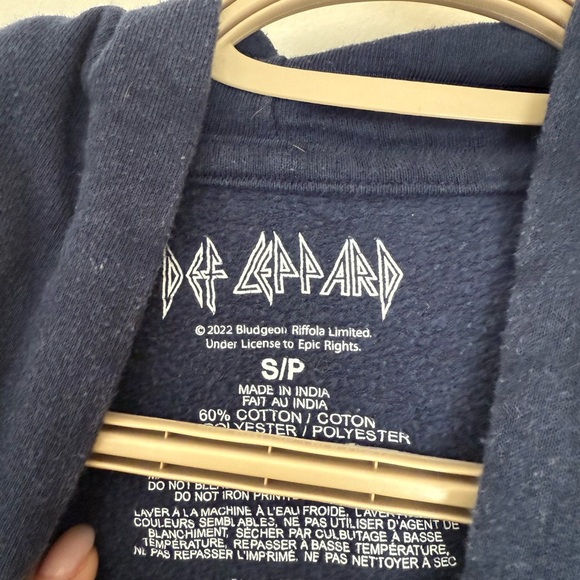 DEF LEPPARD
© 2022 Bludgeon Riffola Limited.
Under License to Epic Rights.
S/P
MADE IN INDIA
FAIT AU INDIA
60% COTTON / COTON
POLYESTER / POLYESTER
DO NOT
DO NOT IRON
LAVER À LA MACHINE À L'EAU FROIDE,
COULEURS SEMBLABLES, NE PAS UTILISER D'AGENT DE
BLANCHIMENT, SÉCHER PAR CULBUTAGE À BASSE
TEMPÉRATURE, REPASSER À BASSE TEMPÉRATURE,
NE PAS REPASSER L'IMPRIMÉ, NE PAS NETTOYER À SEC